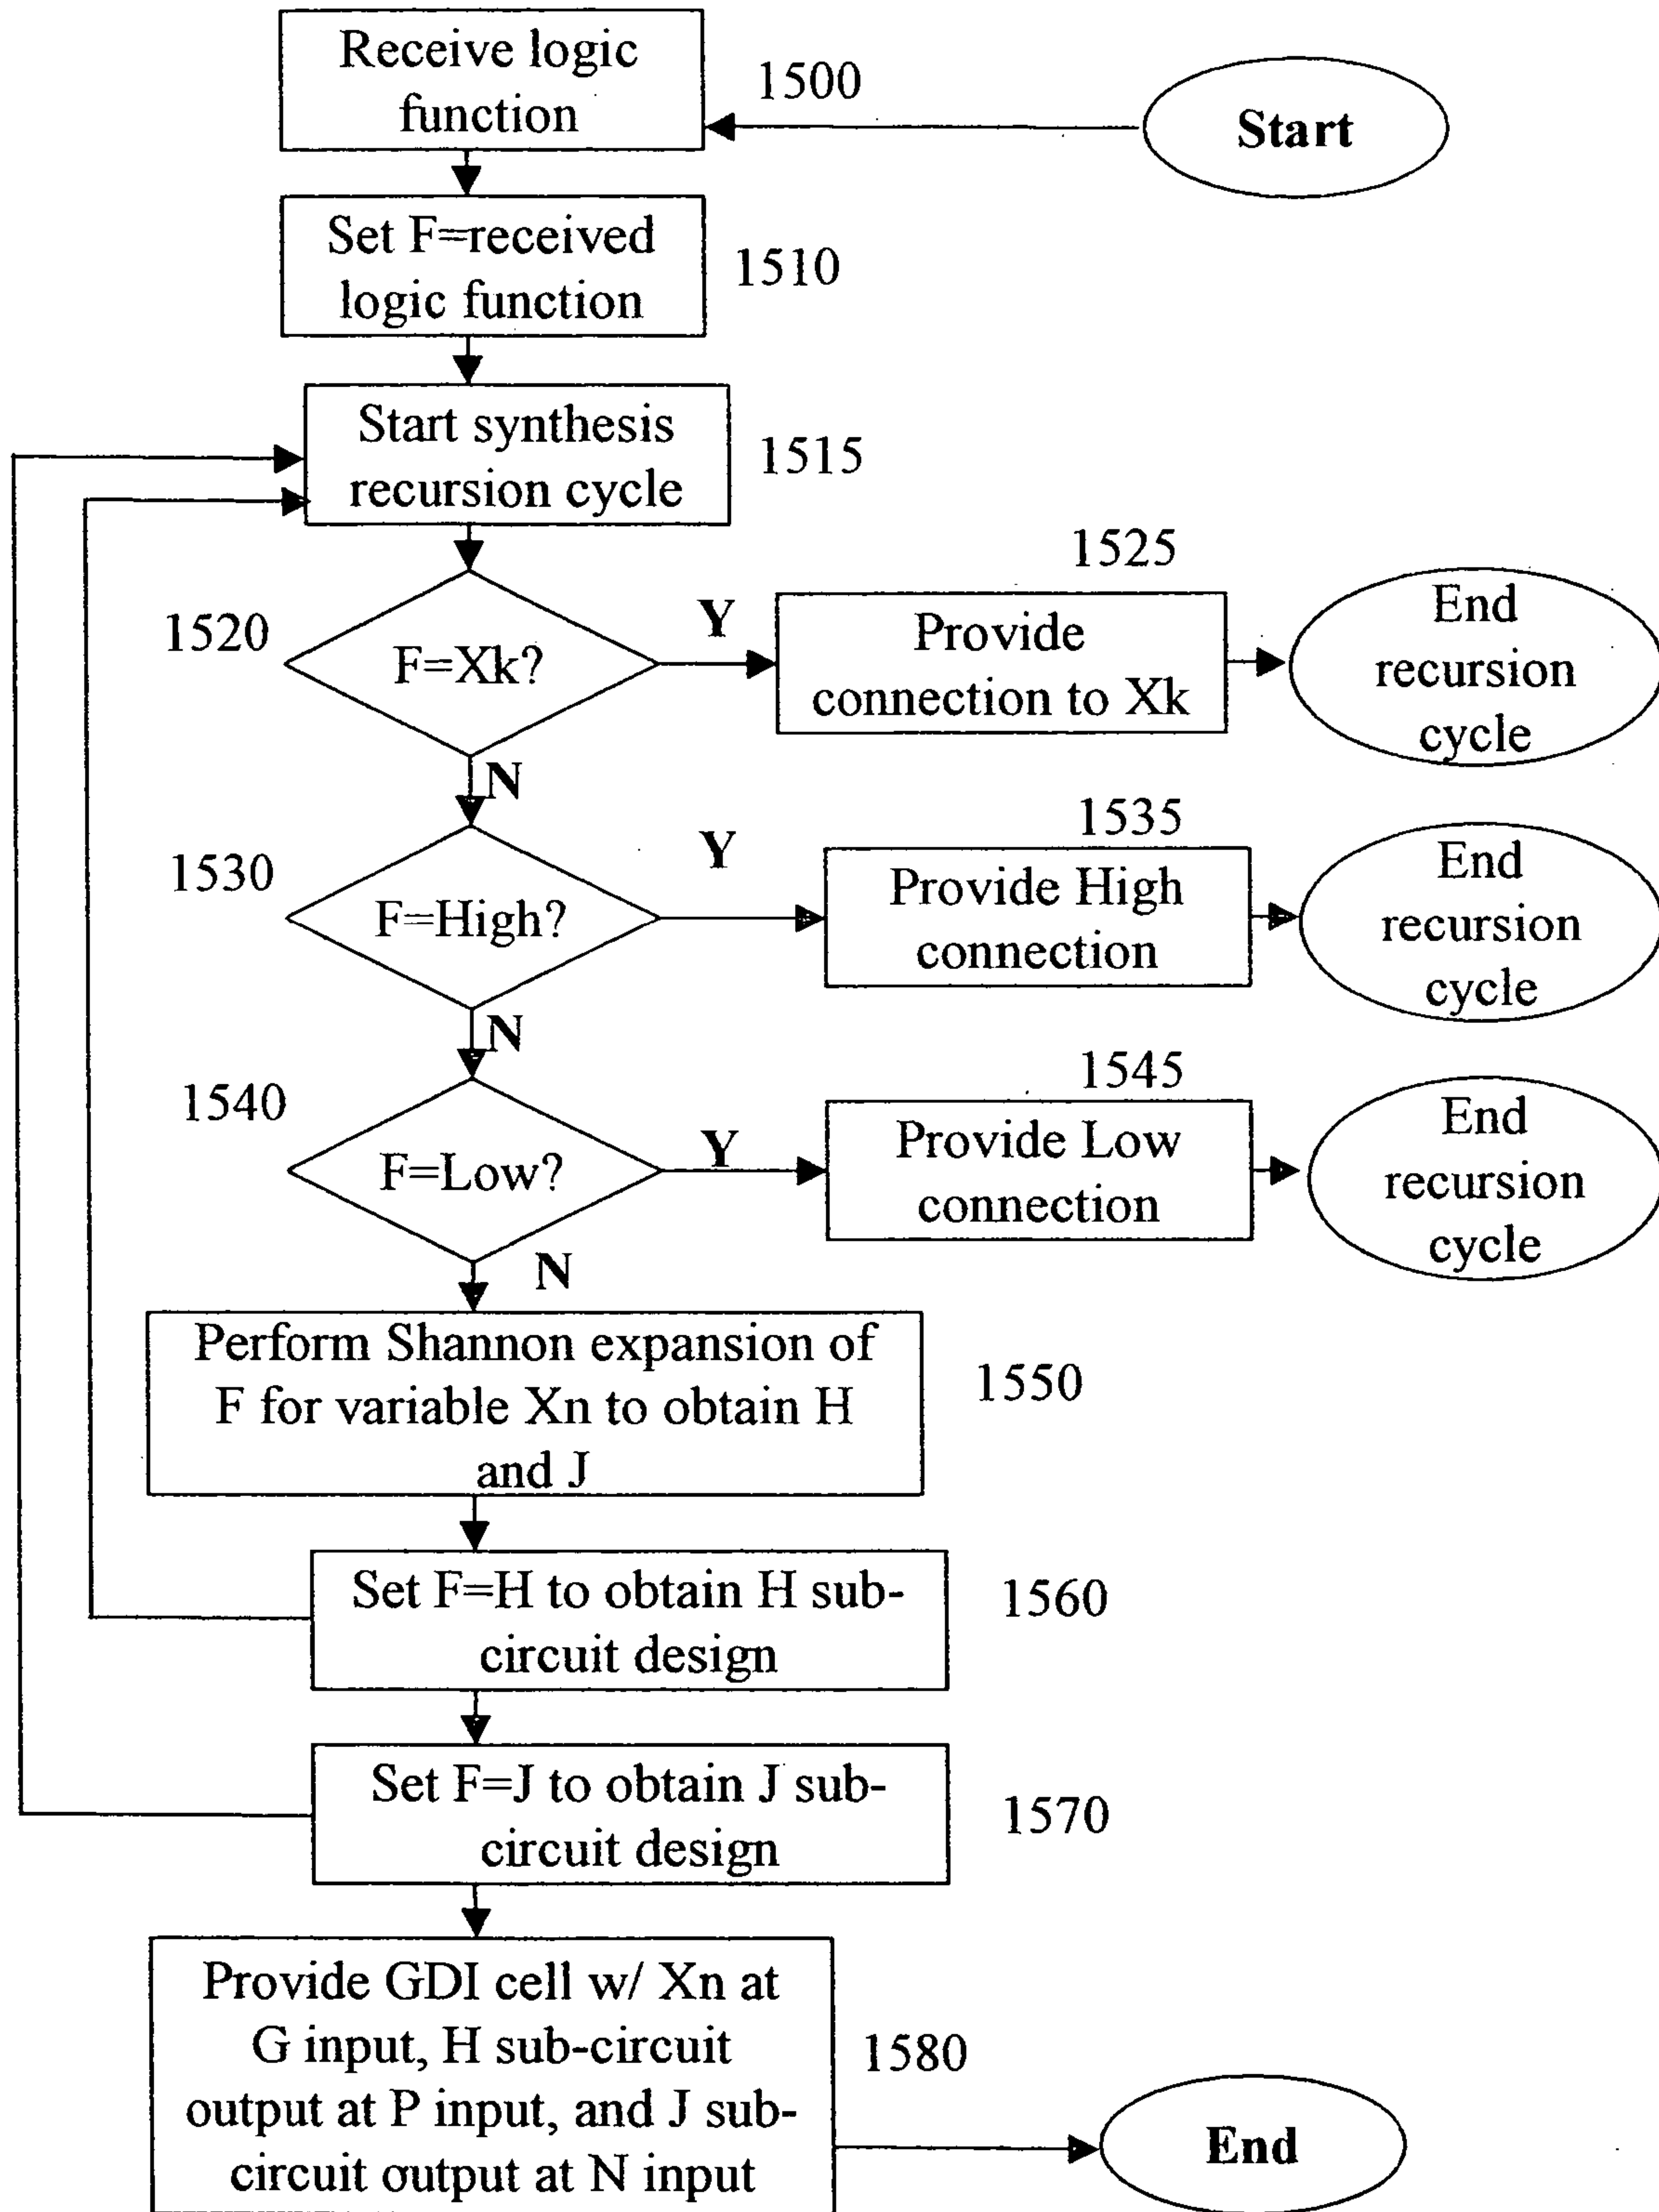 Receive logic
function
1500
Start
Set F=received
logic function
1510
Start synthesis
recursion cycle
1515
1520
F=Xk?
Y
1525
Provide
connection to Xk
End
recursion
cycle
N
1530
F=High?
Y
1535
Provide High
connection
End
recursion
cycle
N
1540
F=Low?
Y
1545
Provide Low
connection
End
recursion
cycle
N
Perform Shannon expansion of
F for variable Xn to obtain H
and J
1550
Set F=H to obtain H sub-
circuit design
1560
Set F=J to obtain J sub-
circuit design
1570
Provide GDI cell w/ Xn at
G input, H sub-circuit
output at P input, and J sub-
circuit output at N input
1580
End